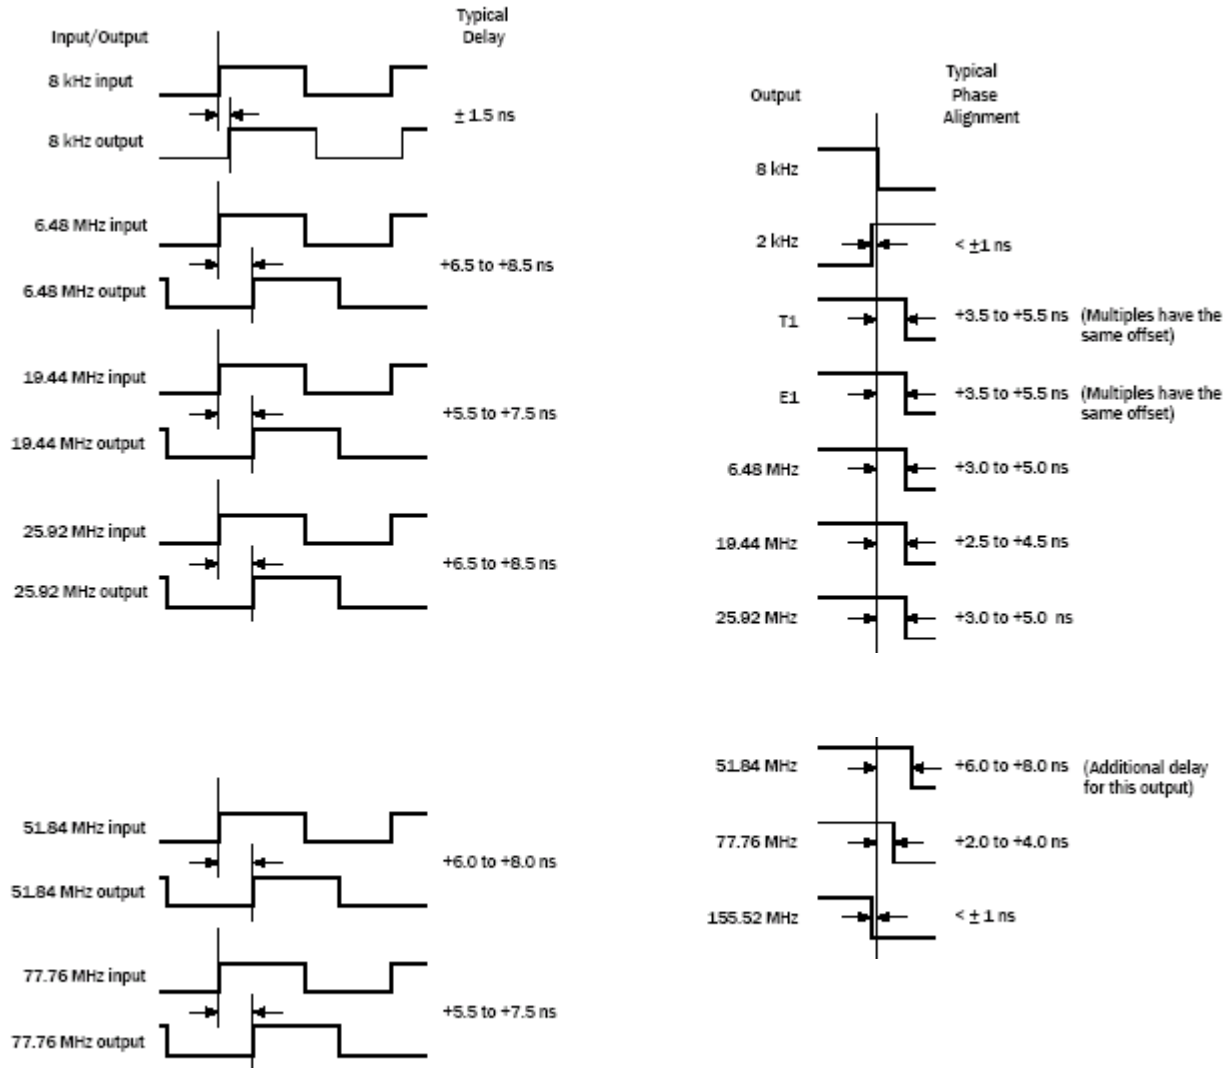 Input/Output
Typical
Delay
8 kHz input
± 1.5 ns
8 kHz output
6.48 MHz input
+6.5 to +8.5 ns
6.48 MHz output
19.44 MHz input
+5.5 to +7.5 ns
19.44 MHz output
25.92 MHz input
+6.5 to +8.5 ns
25.92 MHz output
51.84 MHz input
+6.0 to +8.0 ns
51.84 MHz output
77.76 MHz input
+5.5 to +7.5 ns
77.76 MHz output
Output
Typical
Phase
Alignment
8 kHz
2 kHz
< ±1 ns
T1
+3.5 to +5.5 ns (Multiples have the
same offset)
E1
+3.5 to +5.5 ns (Multiples have the
same offset)
6.48 MHz
+3.0 to +5.0 ns
19.44 MHz
+2.5 to +4.5 ns
25.92 MHz
+3.0 to +5.0 ns
51.84 MHz
+6.0 to +8.0 ns (Additional delay
for this output)
77.76 MHz
+2.0 to +4.0 ns
155.52 MHz
< ± 1 ns